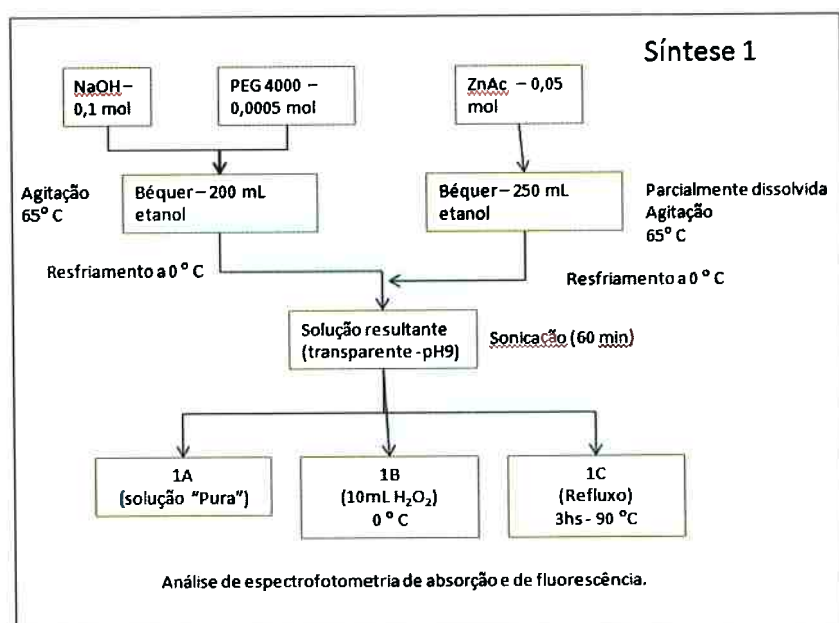 Síntese 1
NaOH –
0,1 mol
PEG 4000 –
0,0005 mol
ZnAc – 0,05
mol
Agitação
65° C
Béquer – 200 mL
etanol
Béquer – 250 mL
etanol
Parcialmente dissolvida
Agitação
65° C
Resfriamento a 0 ° C
Resfriamento a 0 ° C
Solução resultante
(transparente -pH9)
Sonicação (60 min)
1A
(solução "Pura")
1B
(10mL H₂O₂)
0 ° C
1C
(Refluxo)
3hs - 90 °C
Análise de espectrofotometria de absorção e de fluorescência.